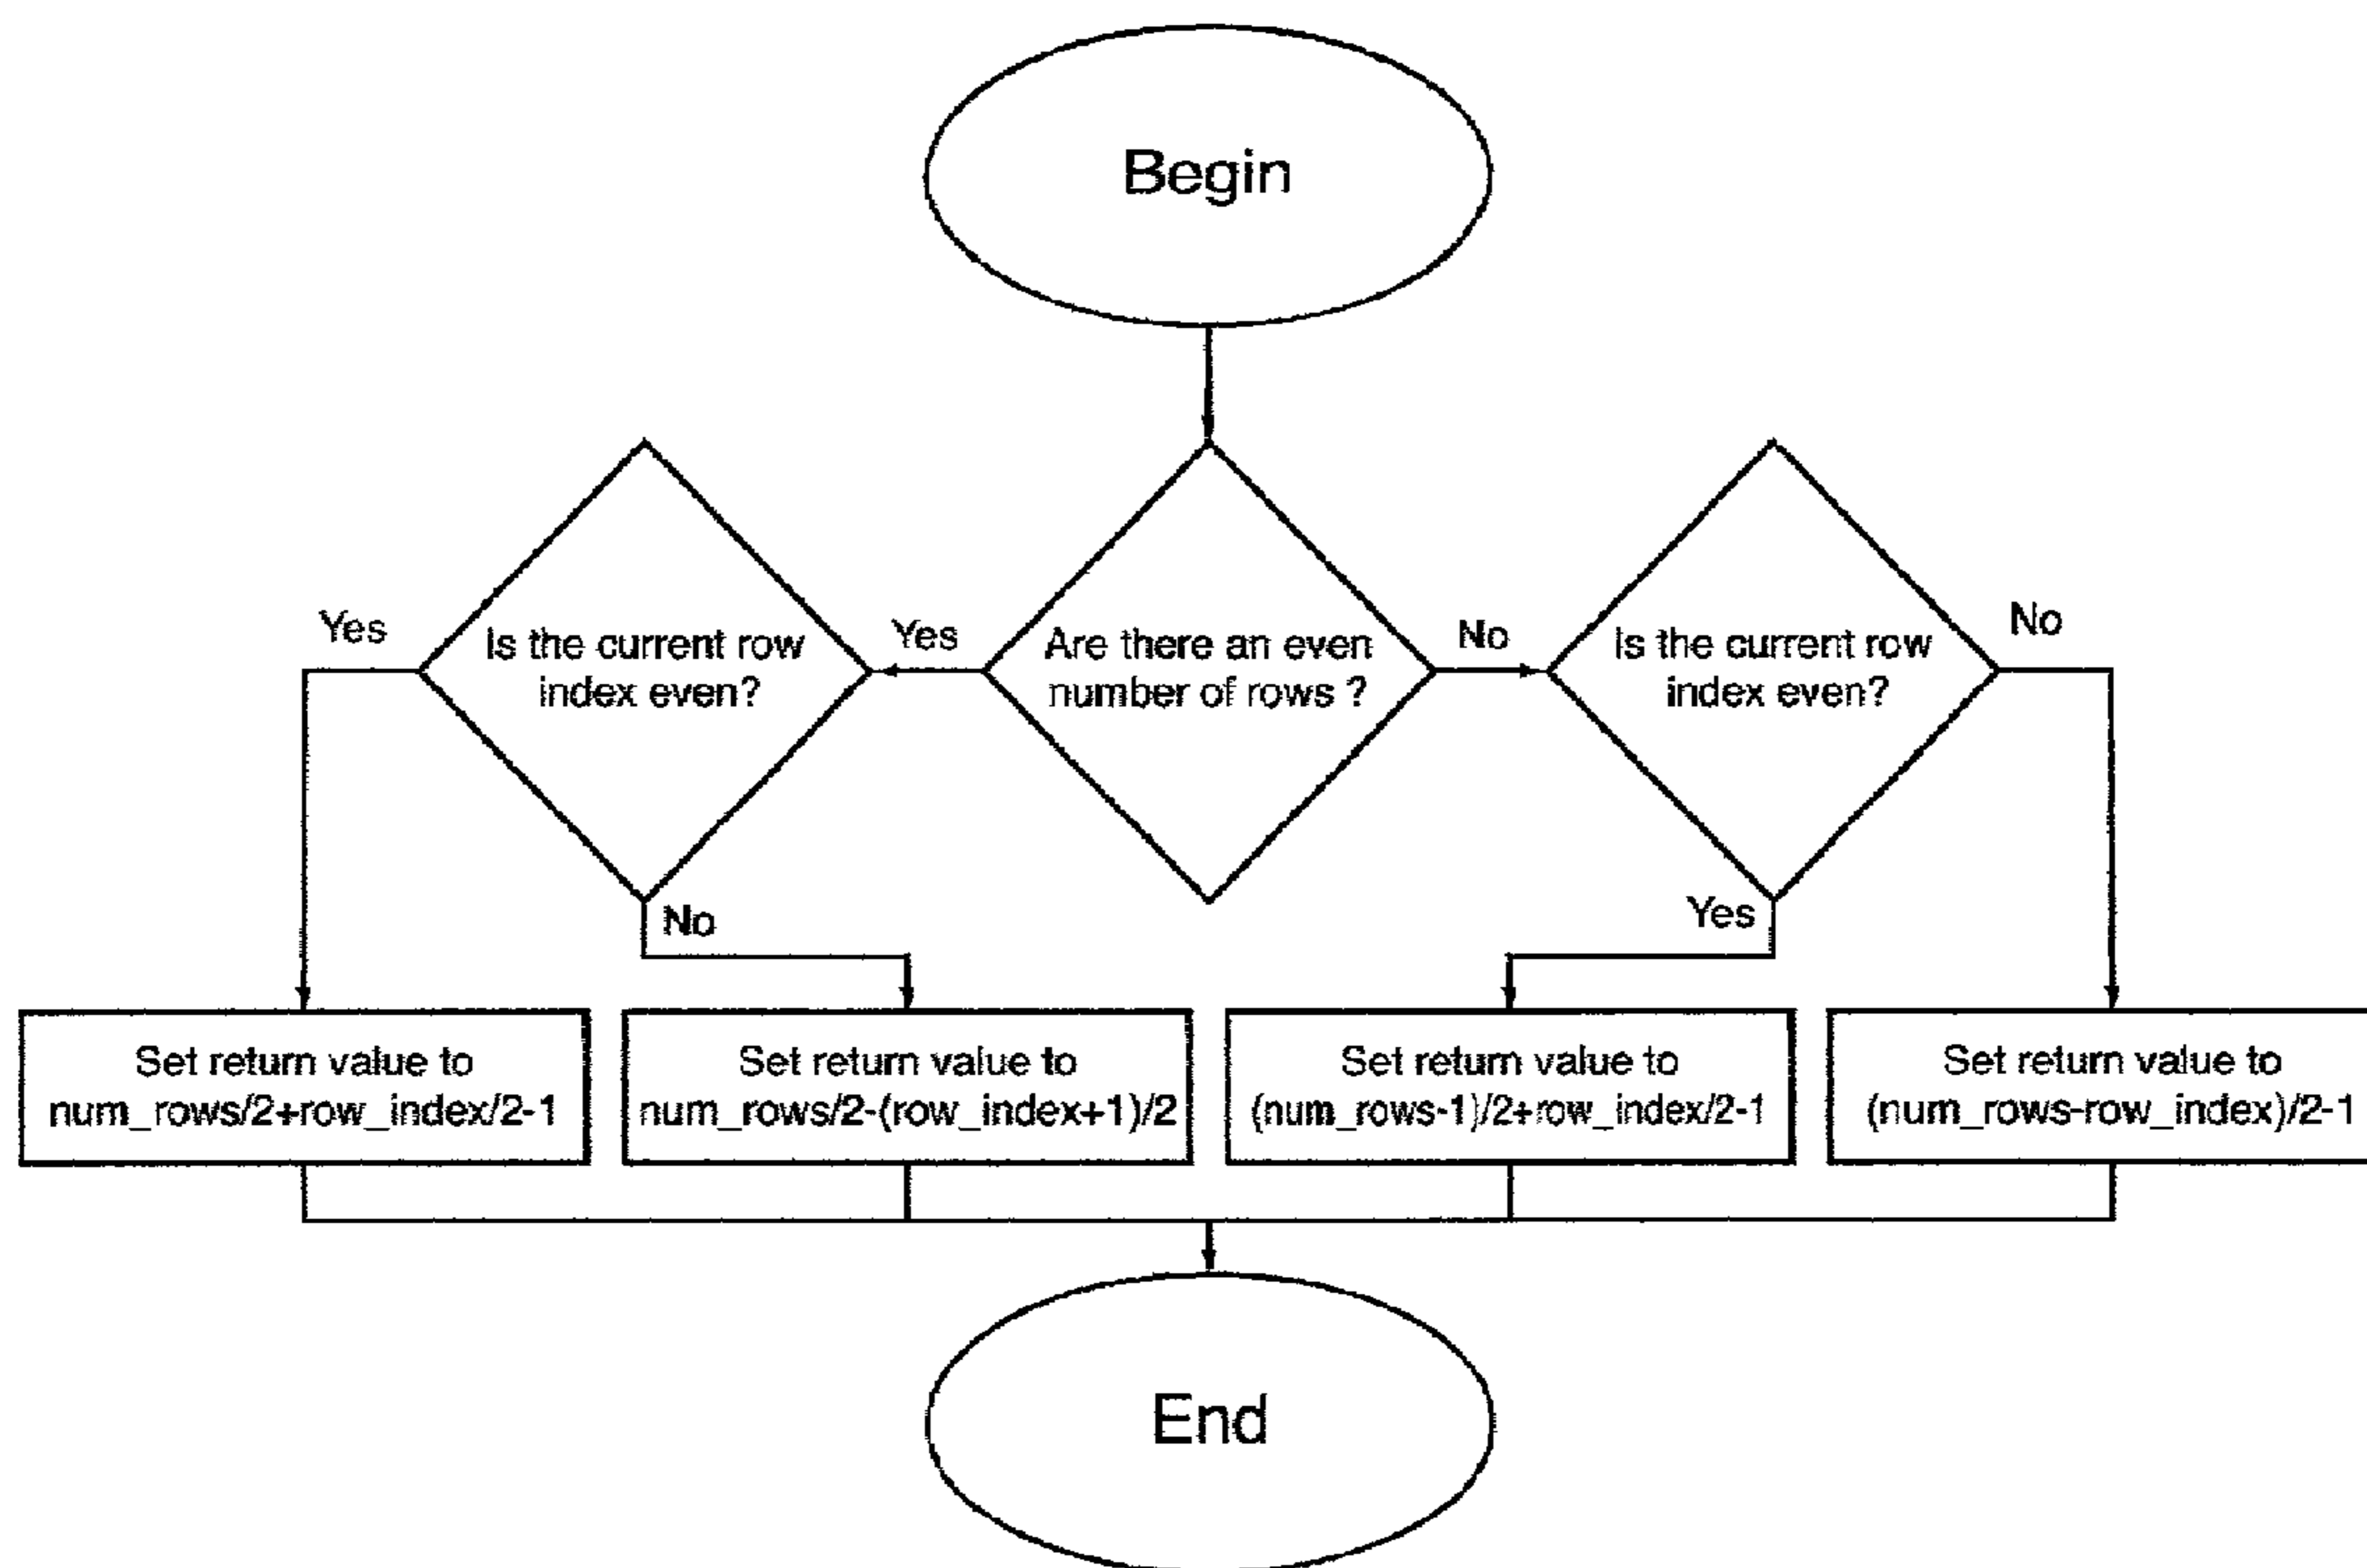 Begin
Yes
Is the current row
index even?
Yes
Are there an even
number of rows ?
No
Is the current row
index even?
No
No
Yes
Set return value to
num_rows/2+row_index/2-1
Set return value to
num_rows/2-(row_index+1)/2
Set return value to
(num_rows-1)/2+row_index/2-1
Set return value to
(num_rows-row_index)/2-1
End